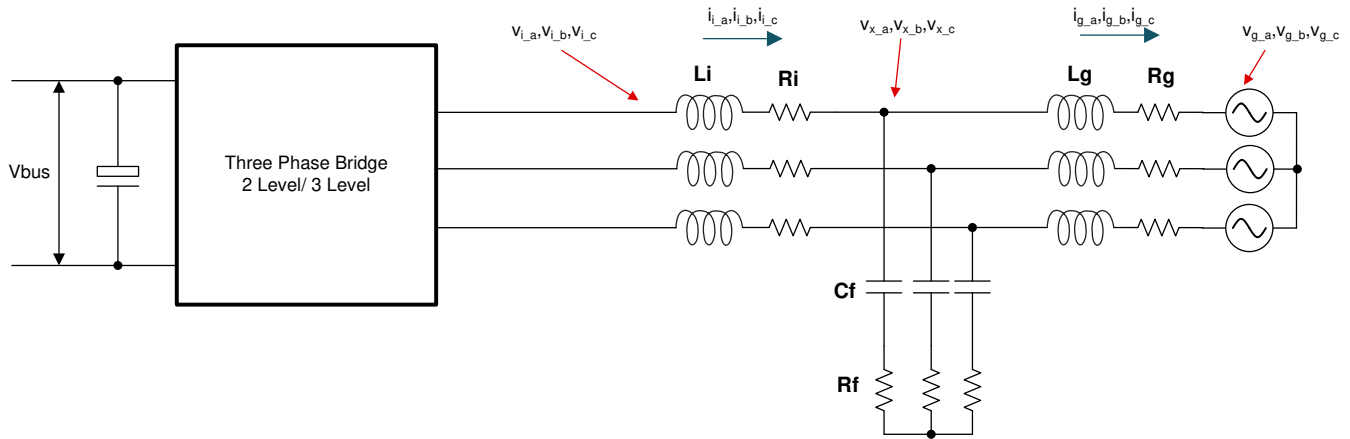 i_i_a,i_i_b,i_i_c
i_g_a,i_g_b,i_g_c
v_i_a,v_i_b,v_i_c
v_x_a,v_x_b,v_x_c
v_g_a,v_g_b,v_g_c
Li
Ri
Lg
Rg
Vbus
Three Phase Bridge
2 Level/ 3 Level
Cf
Rf